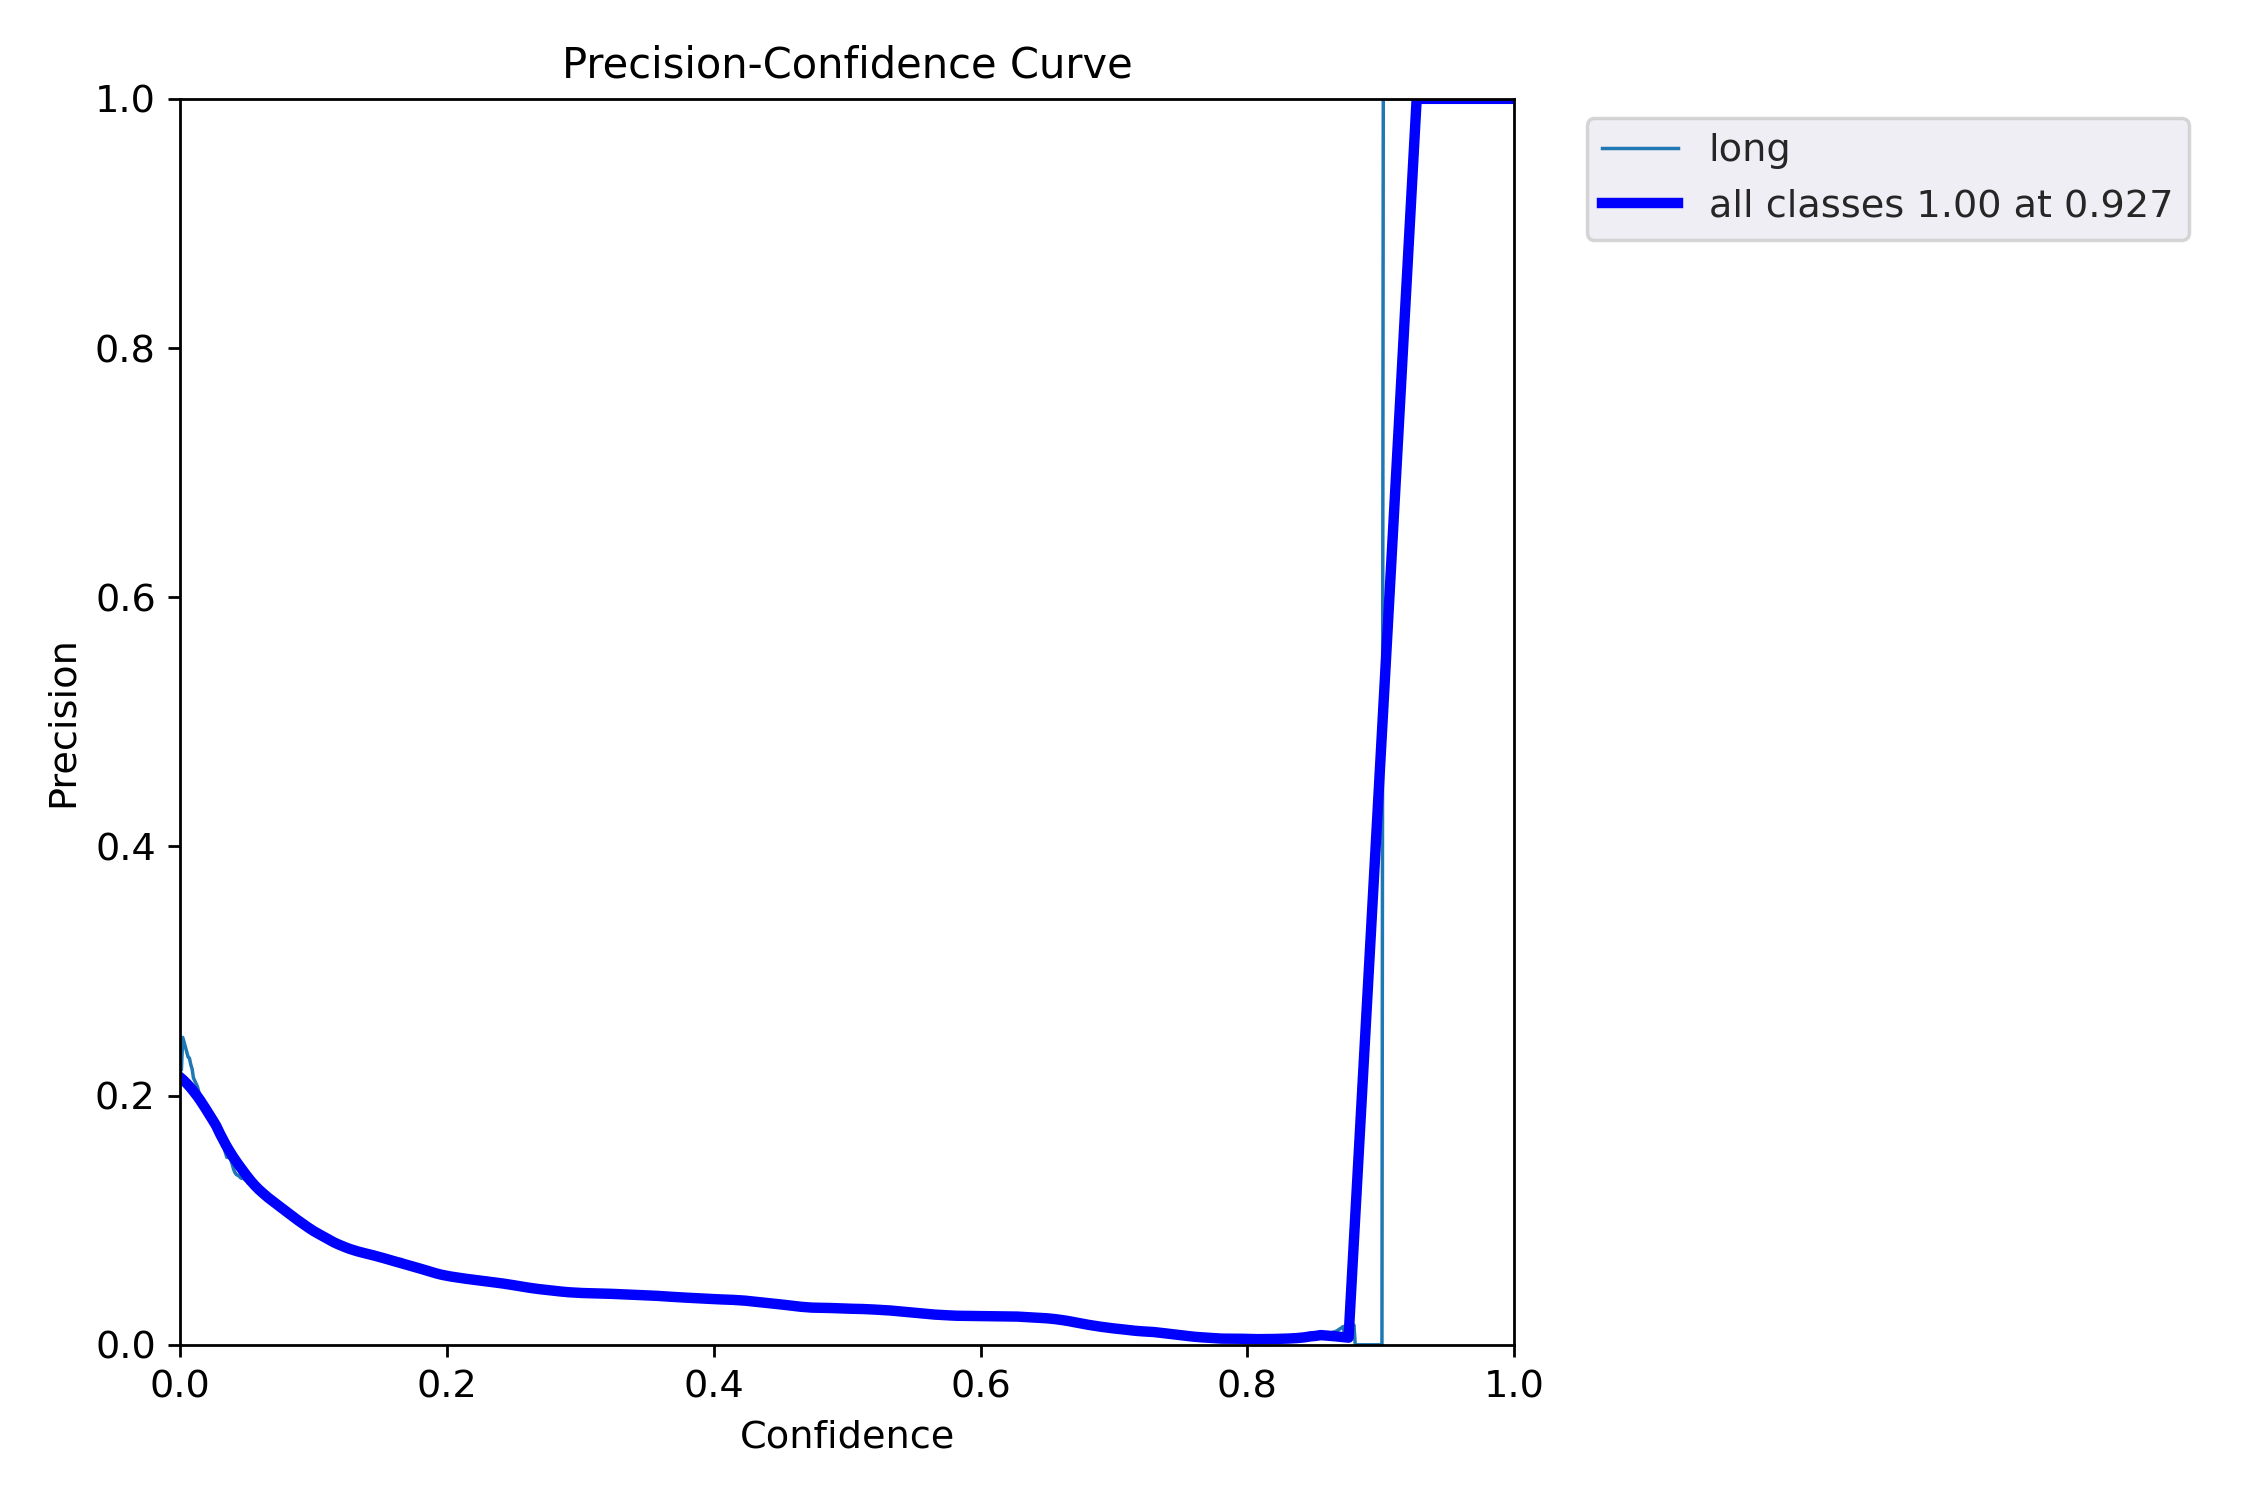 Precision-Confidence Curve
1.0
0.8
0.6
0.4
0.2
0.0
Precision
0.0 0.2 0.4 0.6 0.8 1.0
Confidence
long
all classes 1.00 at 0.927